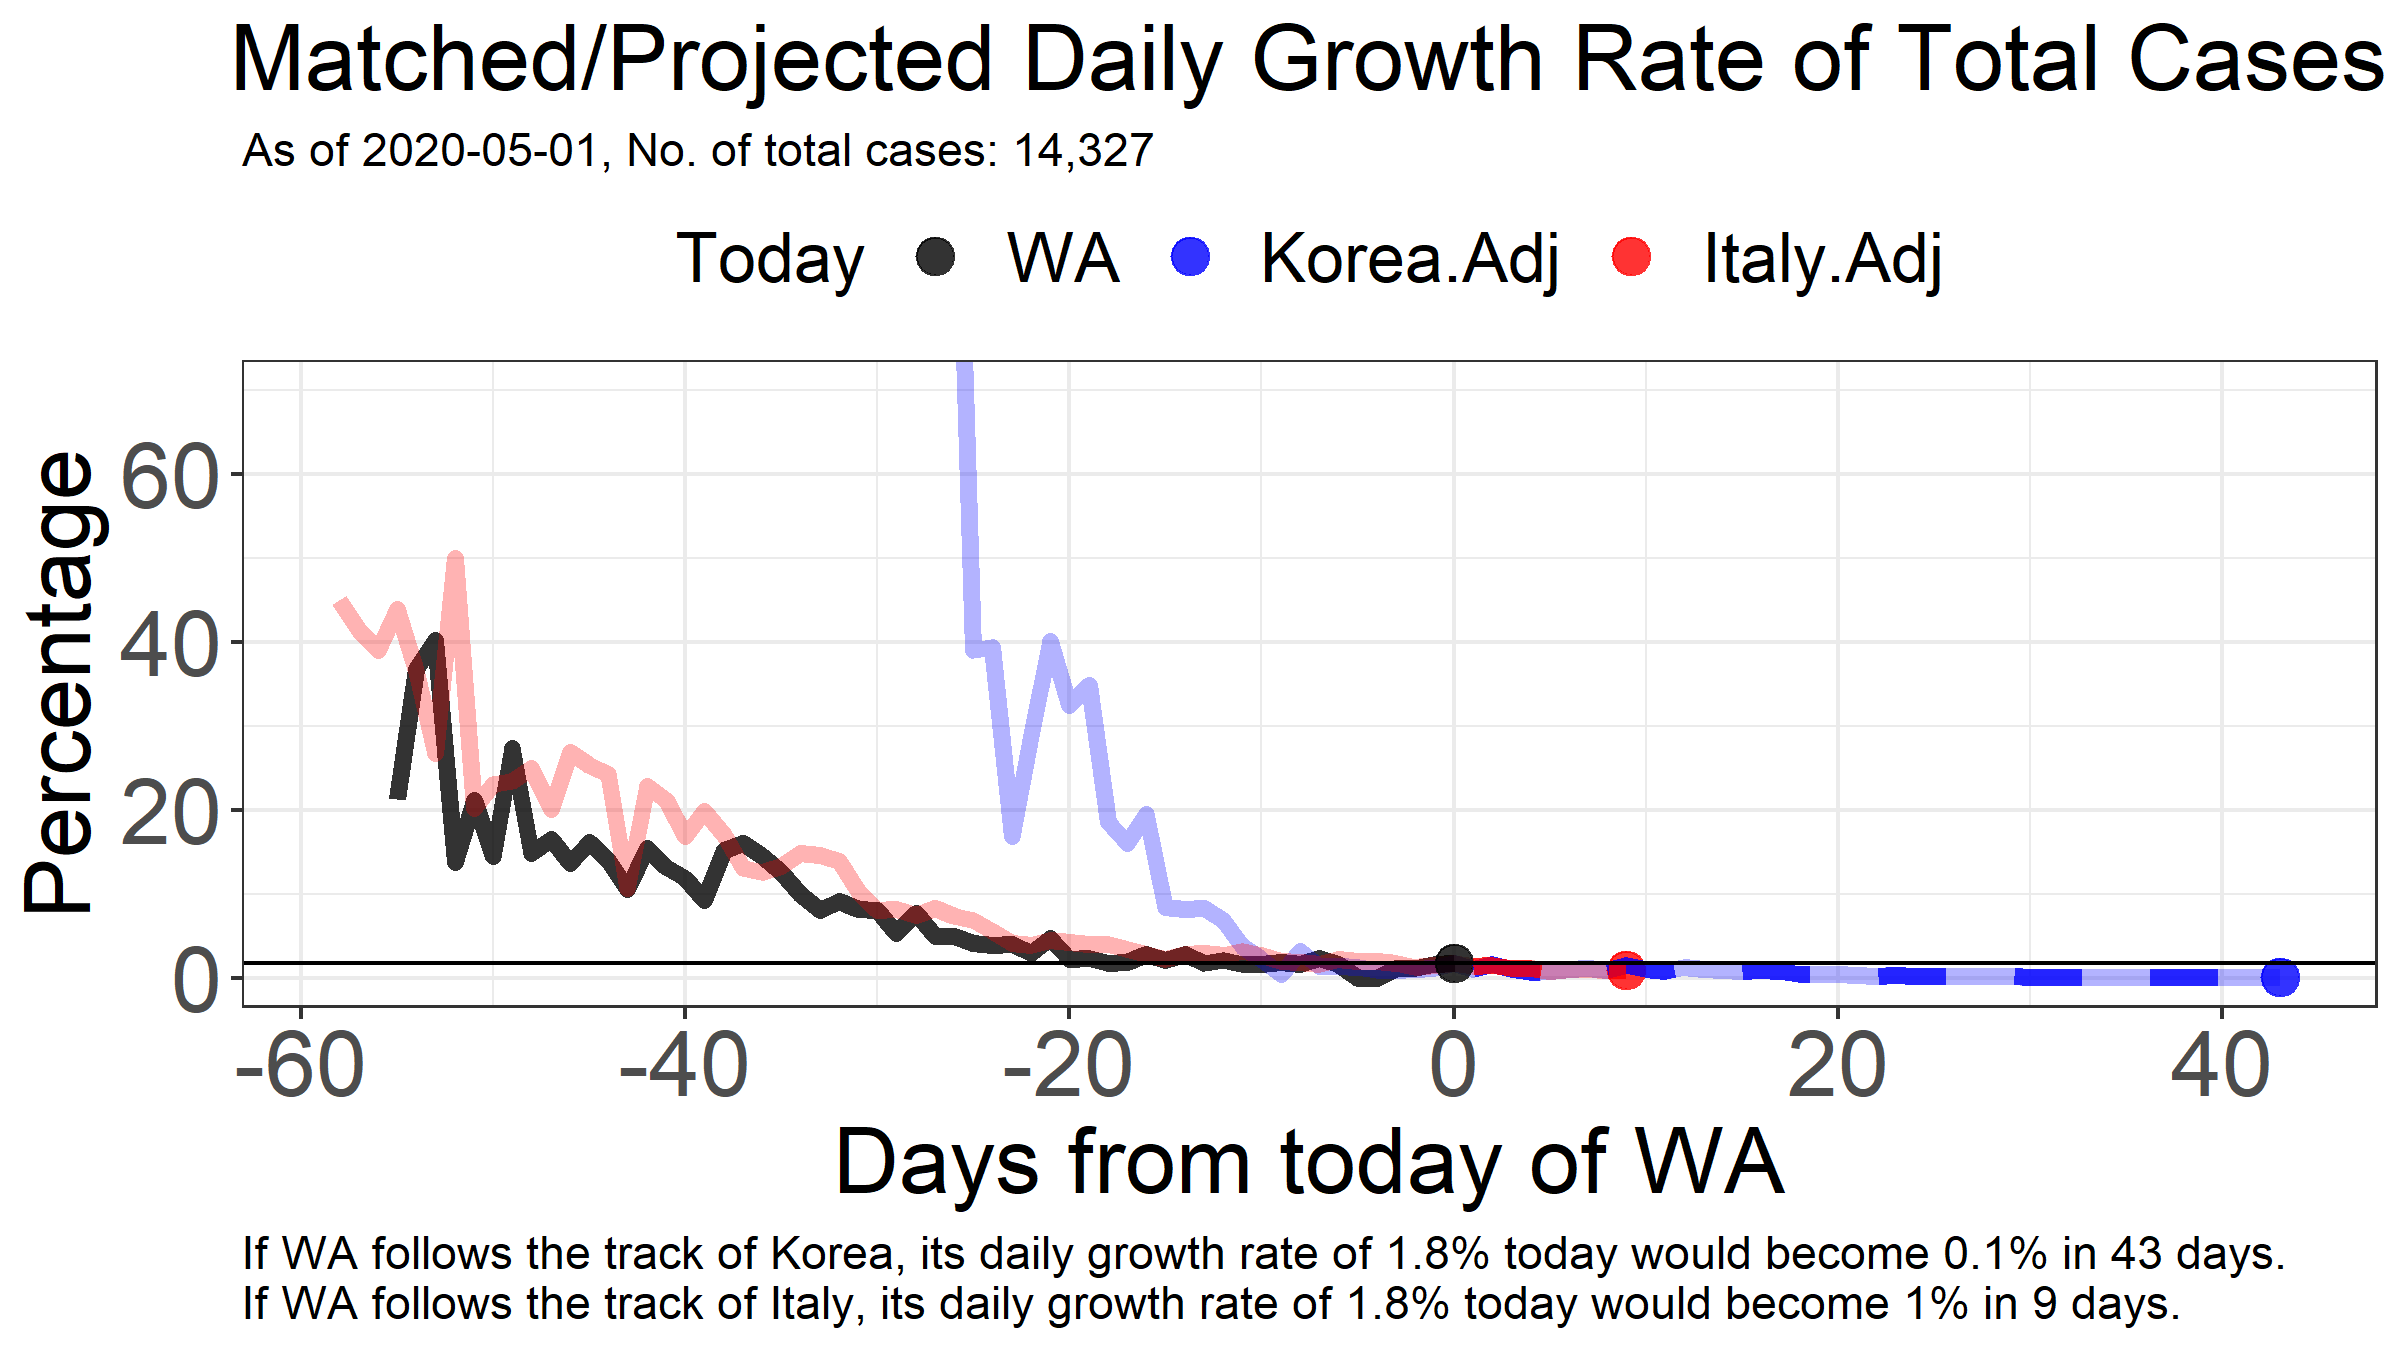 Matched/Projected Daily Growth Rate of Total Cases
As of 2020-05-01, No. of total cases: 14,327
Today WA Korea.Adj Italy.Adj
Percentage
60
40
20
0
-60 -40 -20 0 20 40
Days from today of WA
If WA follows the track of Korea, its daily growth rate of 1.8% today would become 0.1% in 43 days.
If WA follows the track of Italy, its daily growth rate of 1.8% today would become 1% in 9 days.